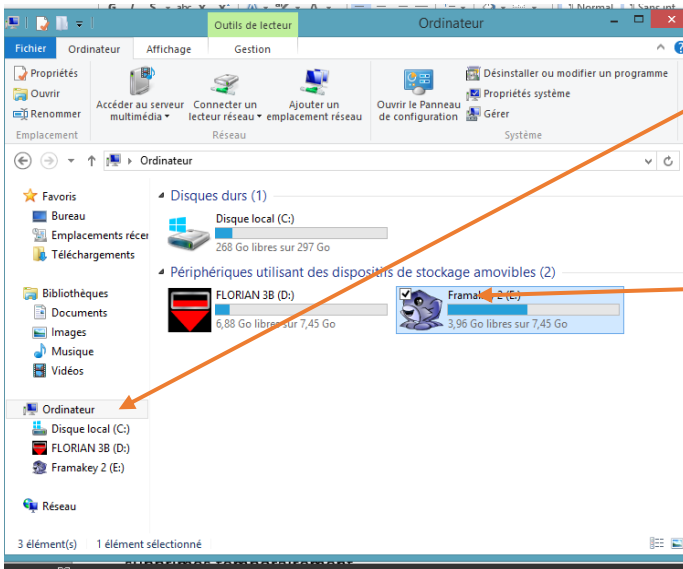 Outils de lecteur
Ordinateur
Fichier Ordinateur Affichage Gestion
Propriétés
Ouvrir
Renommer
Accéder au serveur
multimédia
Connecter un
lecteur réseau
Ajouter un
emplacement réseau
Ouvrir le Panneau
de configuration
Désinstaller ou modifier un programme
Propriétés système
Gérer
Emplacement Réseau Système
Ordinateur
Favoris
Bureau
Emplacements récer
Téléchargements
Bibliothèques
Documents
Images
Musique
Vidéos
Ordinateur
Disque local (C:)
FLORIAN 3B (D:)
Framakey 2 (E:)
Réseau
Disques durs (1)
Disque local (C:)
268 Go libres sur 297 Go
Périphériques utilisant des dispositifs de stockage amovibles (2)
FLORIAN 3B (D:)
6,88 Go libres sur 7,45 Go
Framakey 2 (E:)
3,96 Go libres sur 7,45 Go
3 élément(s) 1 élément sélectionné